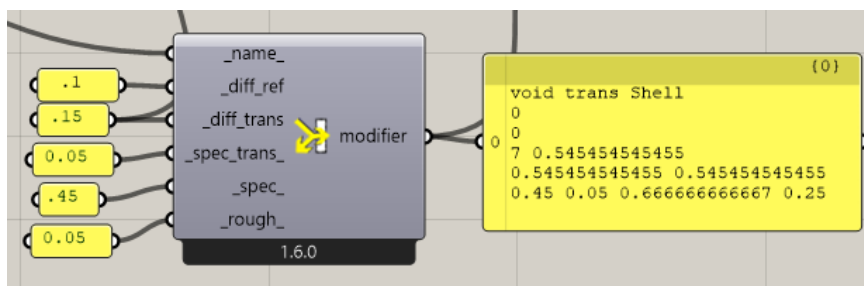 .1
.15
0.05
.45
0.05
_name_
_diff_ref
_diff_trans
_spec_trans_
_spec_
_rough_
modifier
1.6.0
{0}
0
void trans Shell
0
0
7 0.545454545455
0.545454545455 0.545454545455
0.45 0.05 0.666666666667 0.25